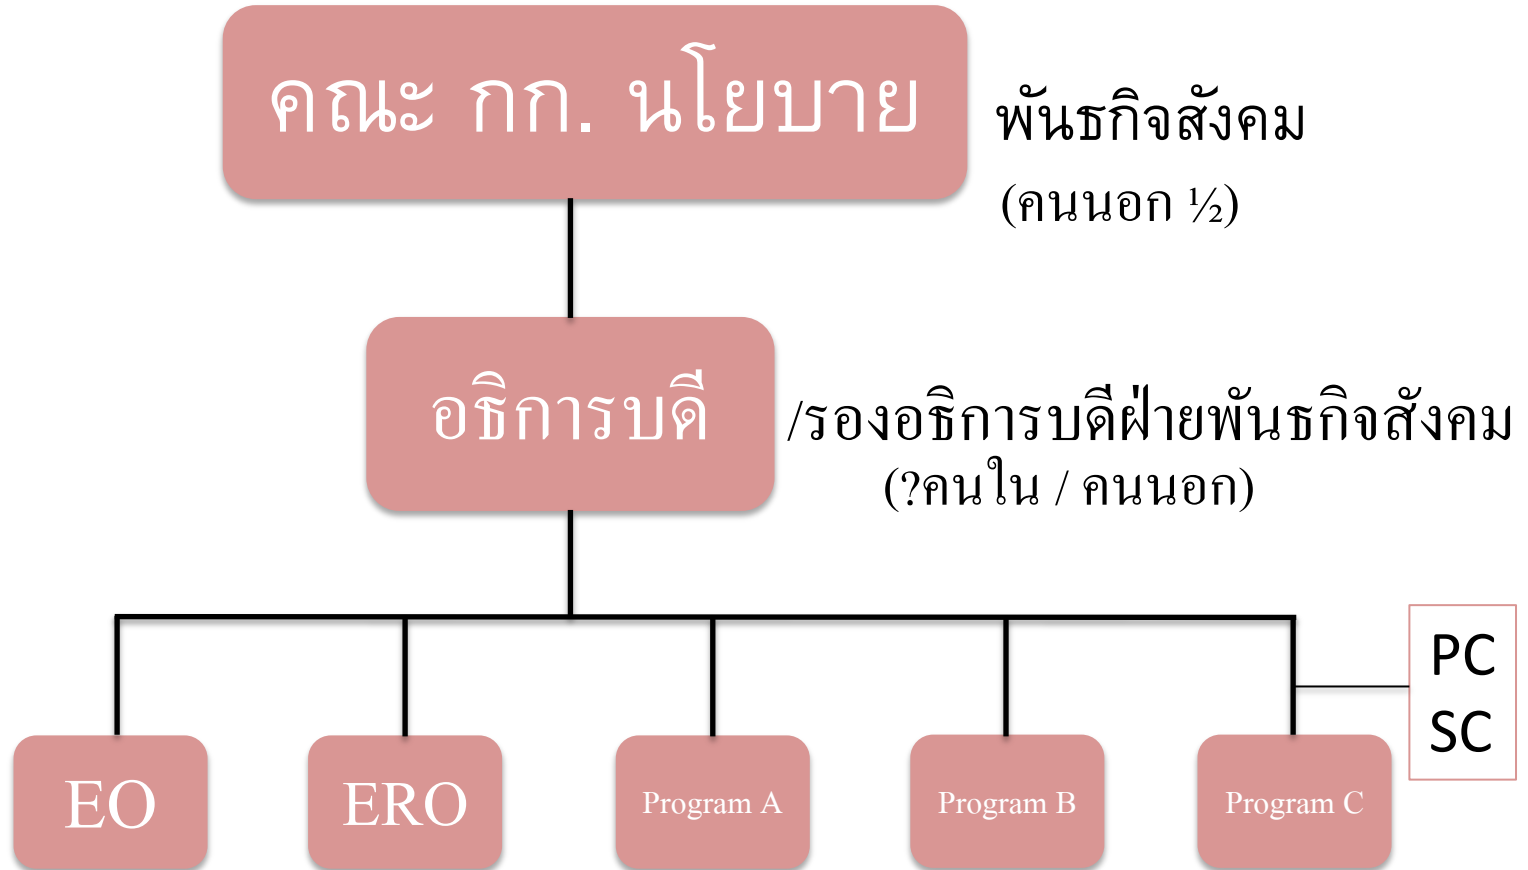 คณะ กก. นโยบาย
พันธกิจสังคม
(คนนอก ½)
อธิการบดี
/รองอธิการบดีฝ่ายพันธกิจสังคม
(?คนใน / คนนอก)
PC
SC
EO
ERO
Program A
Program B
Program C